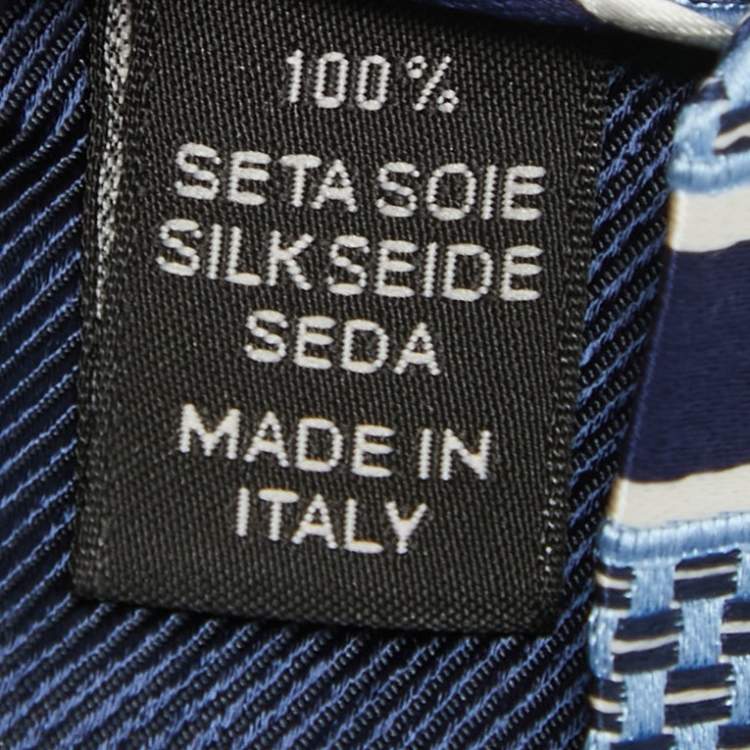 100%
SETA SOIE
SILK SEIDE
SEDA
MADE IN
ITALY